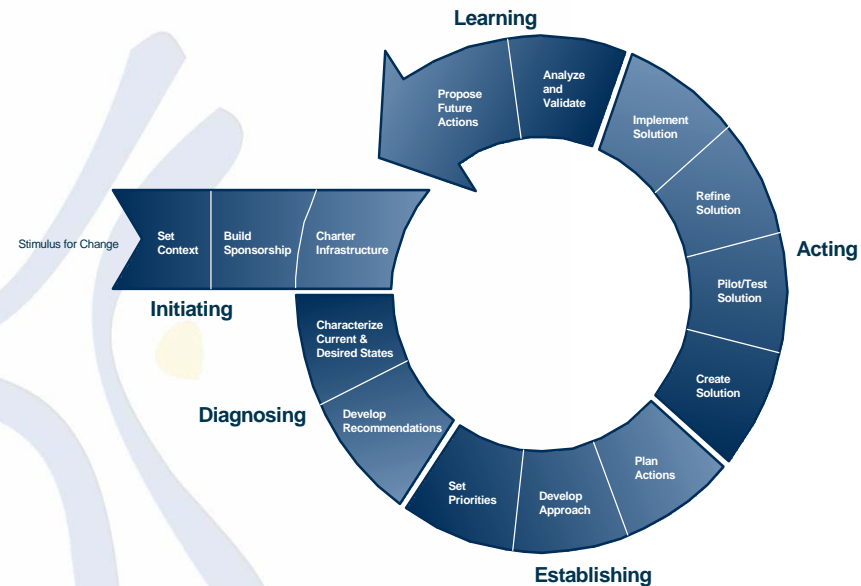 Learning
Propose
Future
Actions
Analyze
and
Validate
Implement
Solution
Refine
Solution
Acting
Pilot/Test
Solution
Create
Solution
Stimulus for Change
Set
Context
Build
Sponsorship
Charter
Infrastructure
Initiating
Characterize
Current &
Desired States
Diagnosing
Develop
Recommendations
Set
Priorities
Develop
Approach
Plan
Actions
Establishing